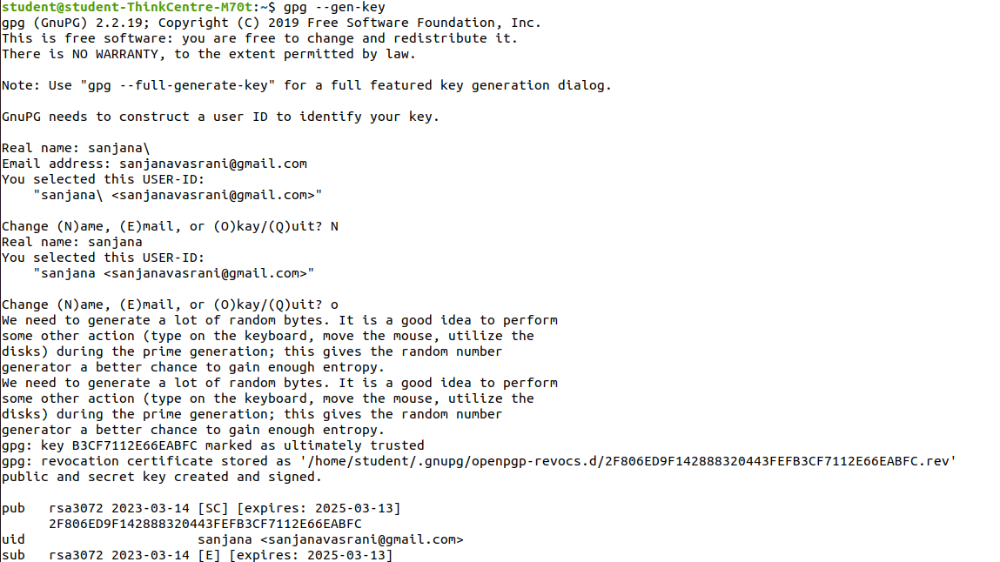 student@student-ThinkCentre-M70t:~$ gpg --gen-key
gpg (GnuPG) 2.2.19; Copyright (C) 2019 Free Software Foundation, Inc.
This is free software: you are free to change and redistribute it.
There is NO WARRANTY, to the extent permitted by law.

Note: Use "gpg --full-generate-key" for a full featured key generation dialog.

GnuPG needs to construct a user ID to identify your key.

Real name: sanjana\
Email address: sanjanavasrani@gmail.com
You selected this USER-ID:
    "sanjana\ <sanjanavasrani@gmail.com>"

Change (N)ame, (E)mail, or (O)kay/(Q)uit? N
Real name: sanjana
You selected this USER-ID:
    "sanjana <sanjanavasrani@gmail.com>"

Change (N)ame, (E)mail, or (O)kay/(Q)uit? o
We need to generate a lot of random bytes. It is a good idea to perform
some other action (type on the keyboard, move the mouse, utilize the
disks) during the prime generation; this gives the random number
generator a better chance to gain enough entropy.
We need to generate a lot of random bytes. It is a good idea to perform
some other action (type on the keyboard, move the mouse, utilize the
disks) during the prime generation; this gives the random number
generator a better chance to gain enough entropy.
gpg: key B3CF7112E66EABFC marked as ultimately trusted
gpg: revocation certificate stored as '/home/student/.gnupg/openpgp-revocs.d/2F806ED9F142888320443FEFB3CF7112E66EABFC.rev'
public and secret key created and signed.

pub   rsa3072 2023-03-14 [SC] [expires: 2025-03-13]
      2F806ED9F142888320443FEFB3CF7112E66EABFC
uid                      sanjana <sanjanavasrani@gmail.com>
sub   rsa3072 2023-03-14 [E] [expires: 2025-03-13]